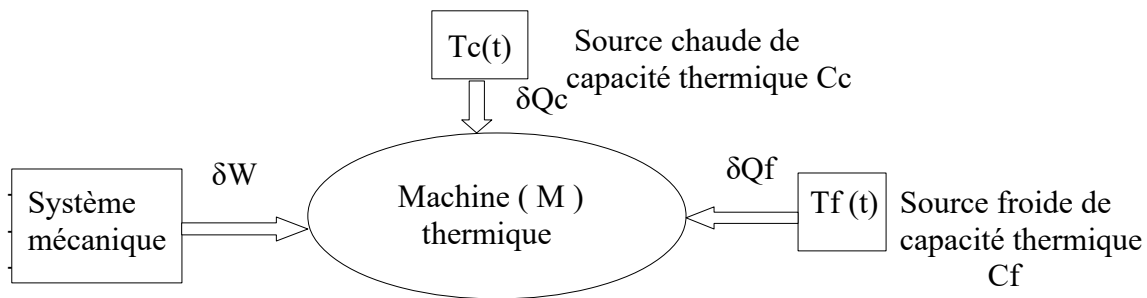 Tc(t)
Source chaude de
capacité thermique Cc
δQc
δW
δQf
Système
mécanique
Machine ( M )
thermique
Tf (t)
Source froide de
capacité thermique
Cf